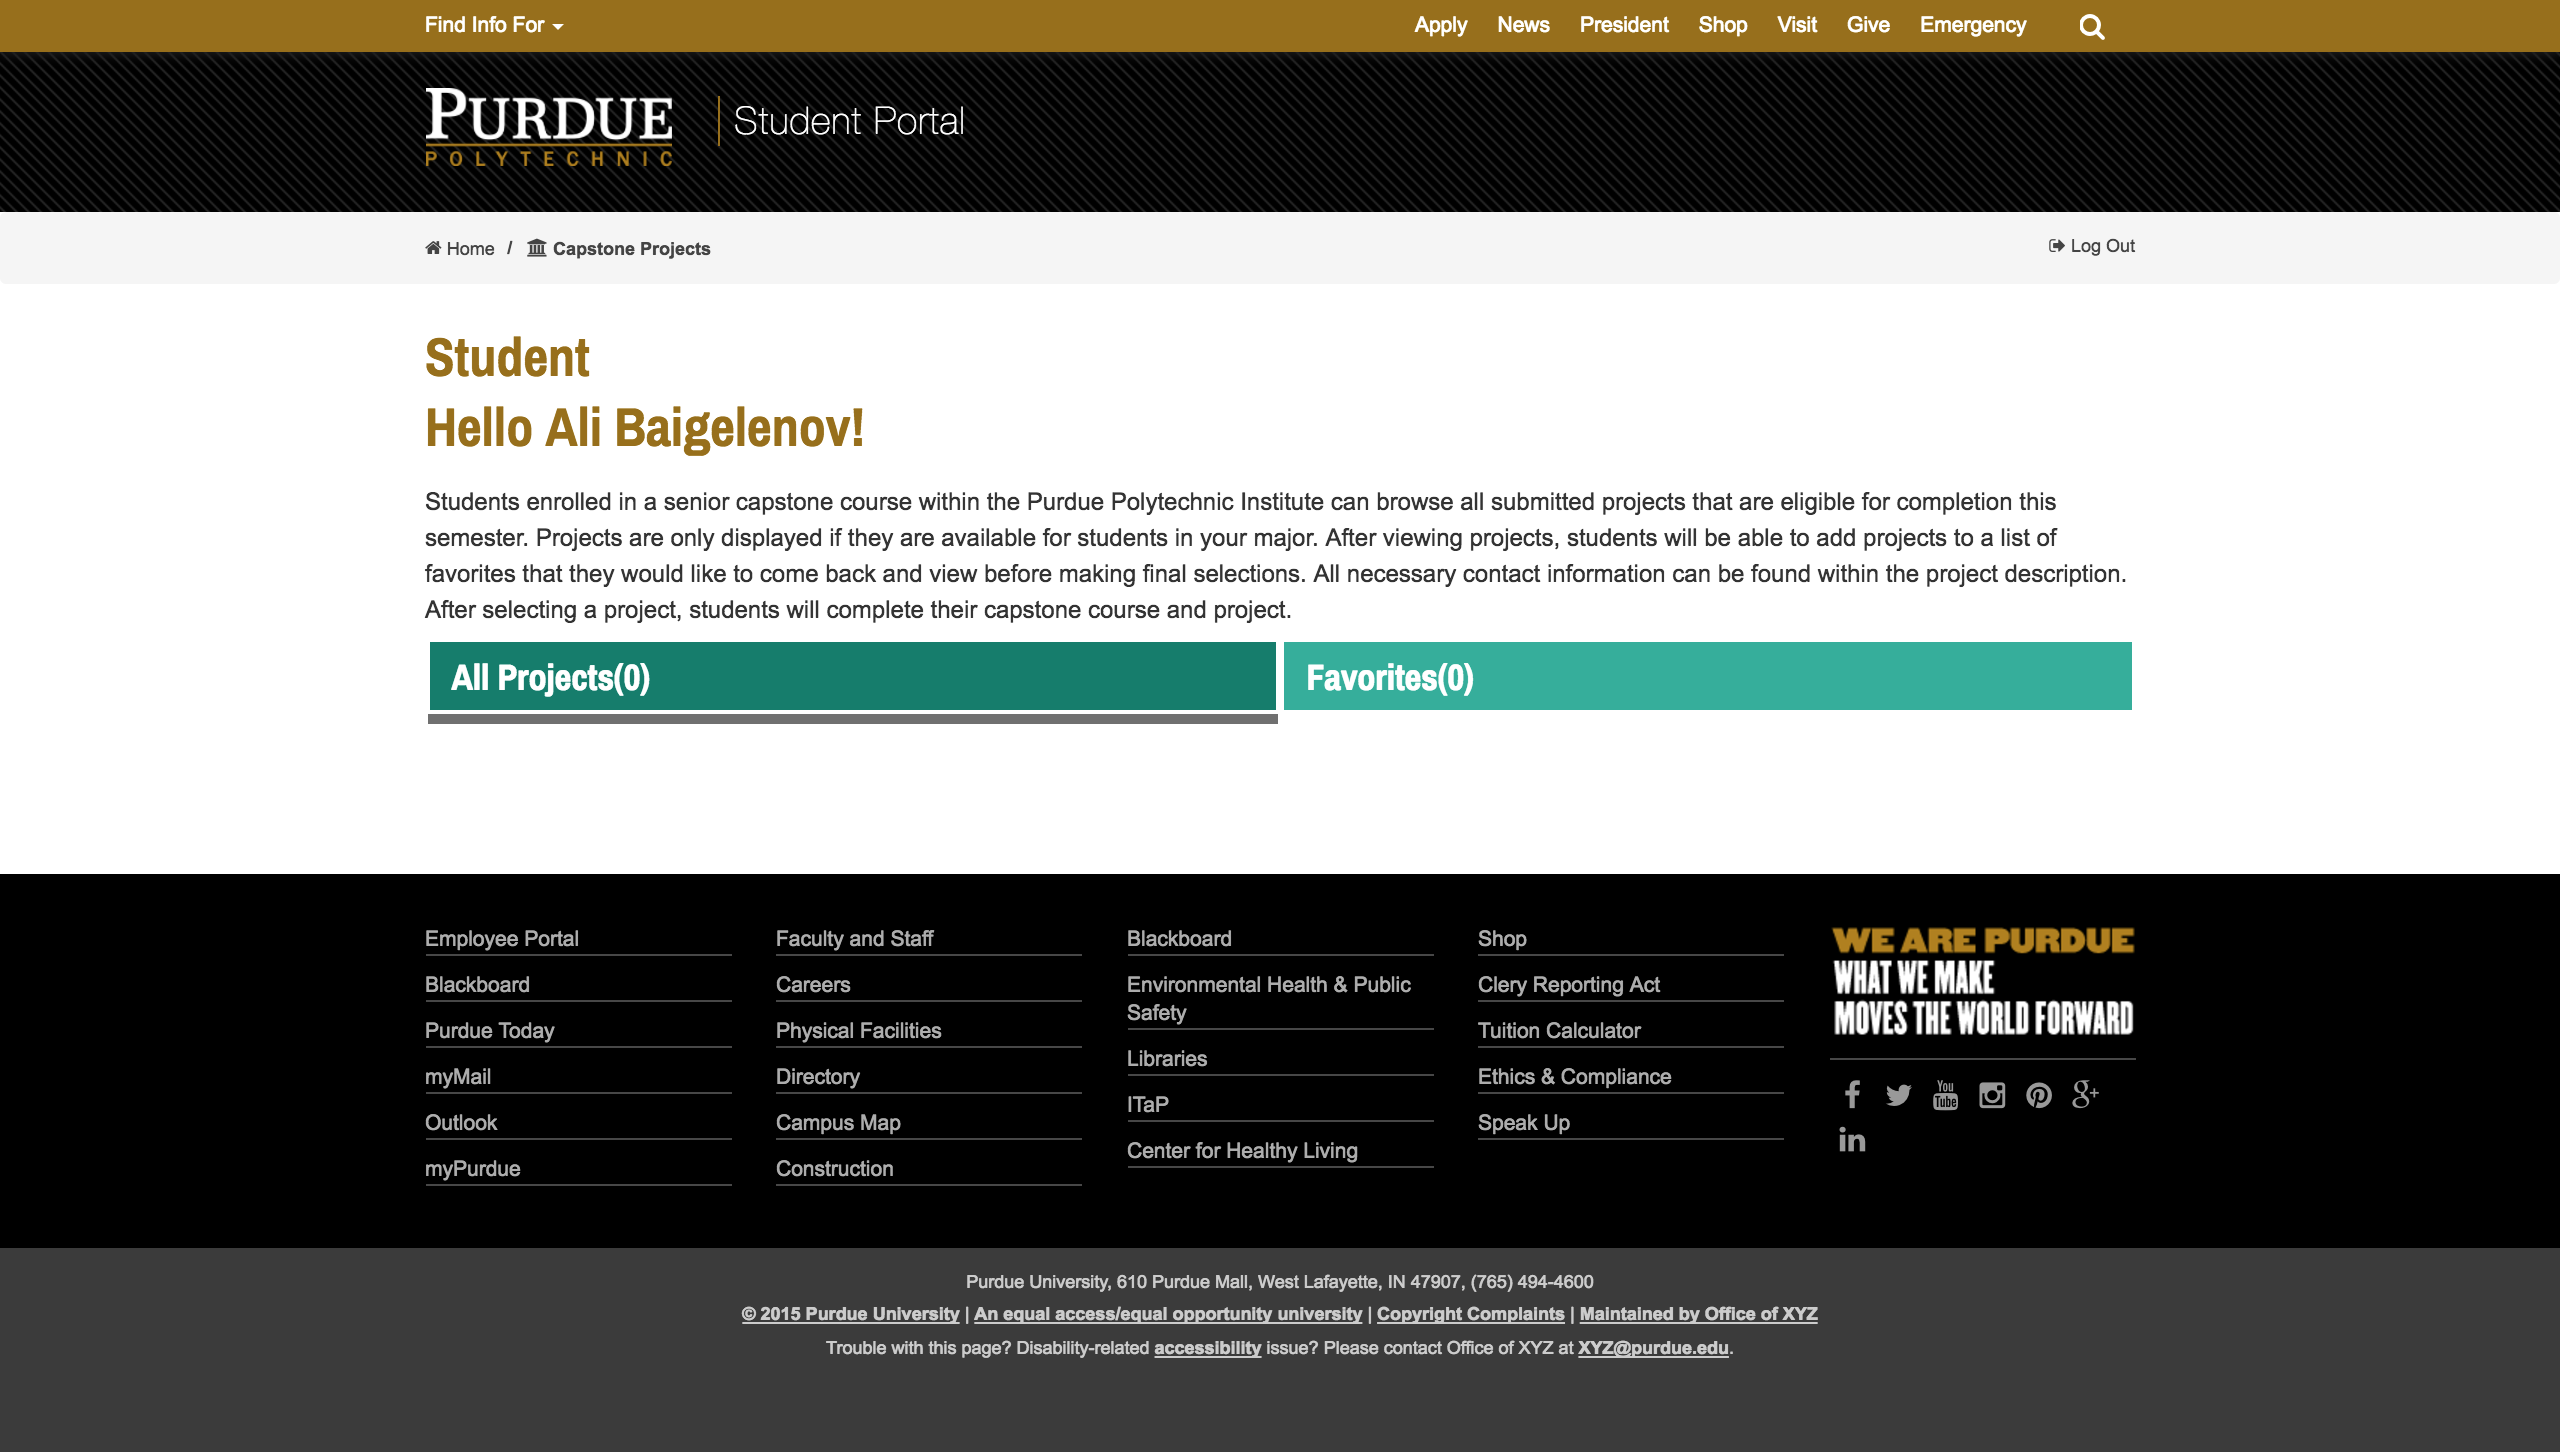 Find Info For
Apply News President Shop Visit Give Emergency
PURDUE
POLYTECHNIC
Student Portal
Home / Capstone Projects
Log Out
Student
Hello Ali Baigelenov!
Students enrolled in a senior capstone course within the Purdue Polytechnic Institute can browse all submitted projects that are eligible for completion this
semester. Projects are only displayed if they are available for students in your major. After viewing projects, students will be able to add projects to a list of
favorites that they would like to come back and view before making final selections. All necessary contact information can be found within the project description.
After selecting a project, students will complete their capstone course and project.
All Projects(0)
Favorites(0)
Employee Portal
Blackboard
Purdue Today
myMail
Outlook
myPurdue
Faculty and Staff
Careers
Physical Facilities
Directory
Campus Map
Construction
Blackboard
Environmental Health & Public
Safety
Libraries
ITaP
Center for Healthy Living
Shop
Clery Reporting Act
Tuition Calculator
Ethics & Compliance
Speak Up
WE ARE PURDUE
WHAT WE MAKE
MOVES THE WORLD FORWARD
You
Tube
g+
in
Purdue University, 610 Purdue Mall, West Lafayette, IN 47907, (765) 494-4600
© 2015 Purdue University | An equal access/equal opportunity university | Copyright Complaints | Maintained by Office of XYZ
Trouble with this page? Disability-related accessibility issue? Please contact Office of XYZ at XYZ@purdue.edu.